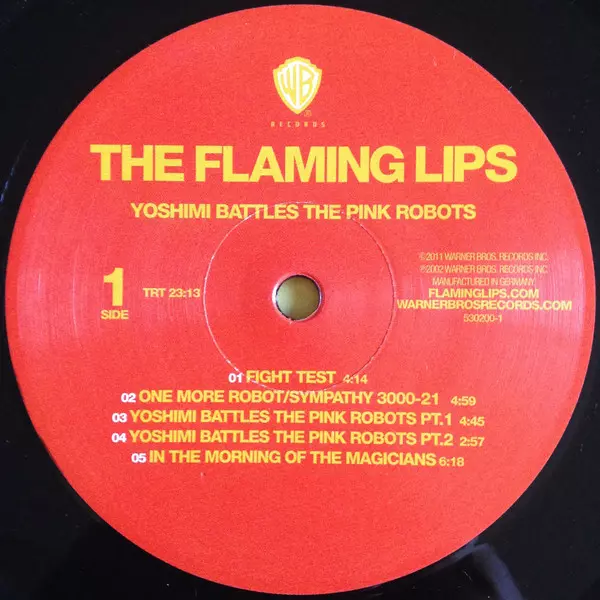 WB
®
RECORDS
THE FLAMING LIPS
YOSHIMI BATTLES THE PINK ROBOTS
1
SIDE
TRT 23:13
©2011 WARNER BROS. RECORDS INC.
℗2002 WARNER BROS. RECORDS INC.
MANUFACTURED IN GERMANY.
FLAMINGLIPS.COM
WARNERBROSRECORDS.COM
530200-1
01 FIGHT TEST 4:14
02 ONE MORE ROBOT/SYMPATHY 3000-21 4:59
03 YOSHIMI BATTLES THE PINK ROBOTS PT.1 4:45
04 YOSHIMI BATTLES THE PINK ROBOTS PT.2 2:57
05 IN THE MORNING OF THE MAGICIANS 6:18